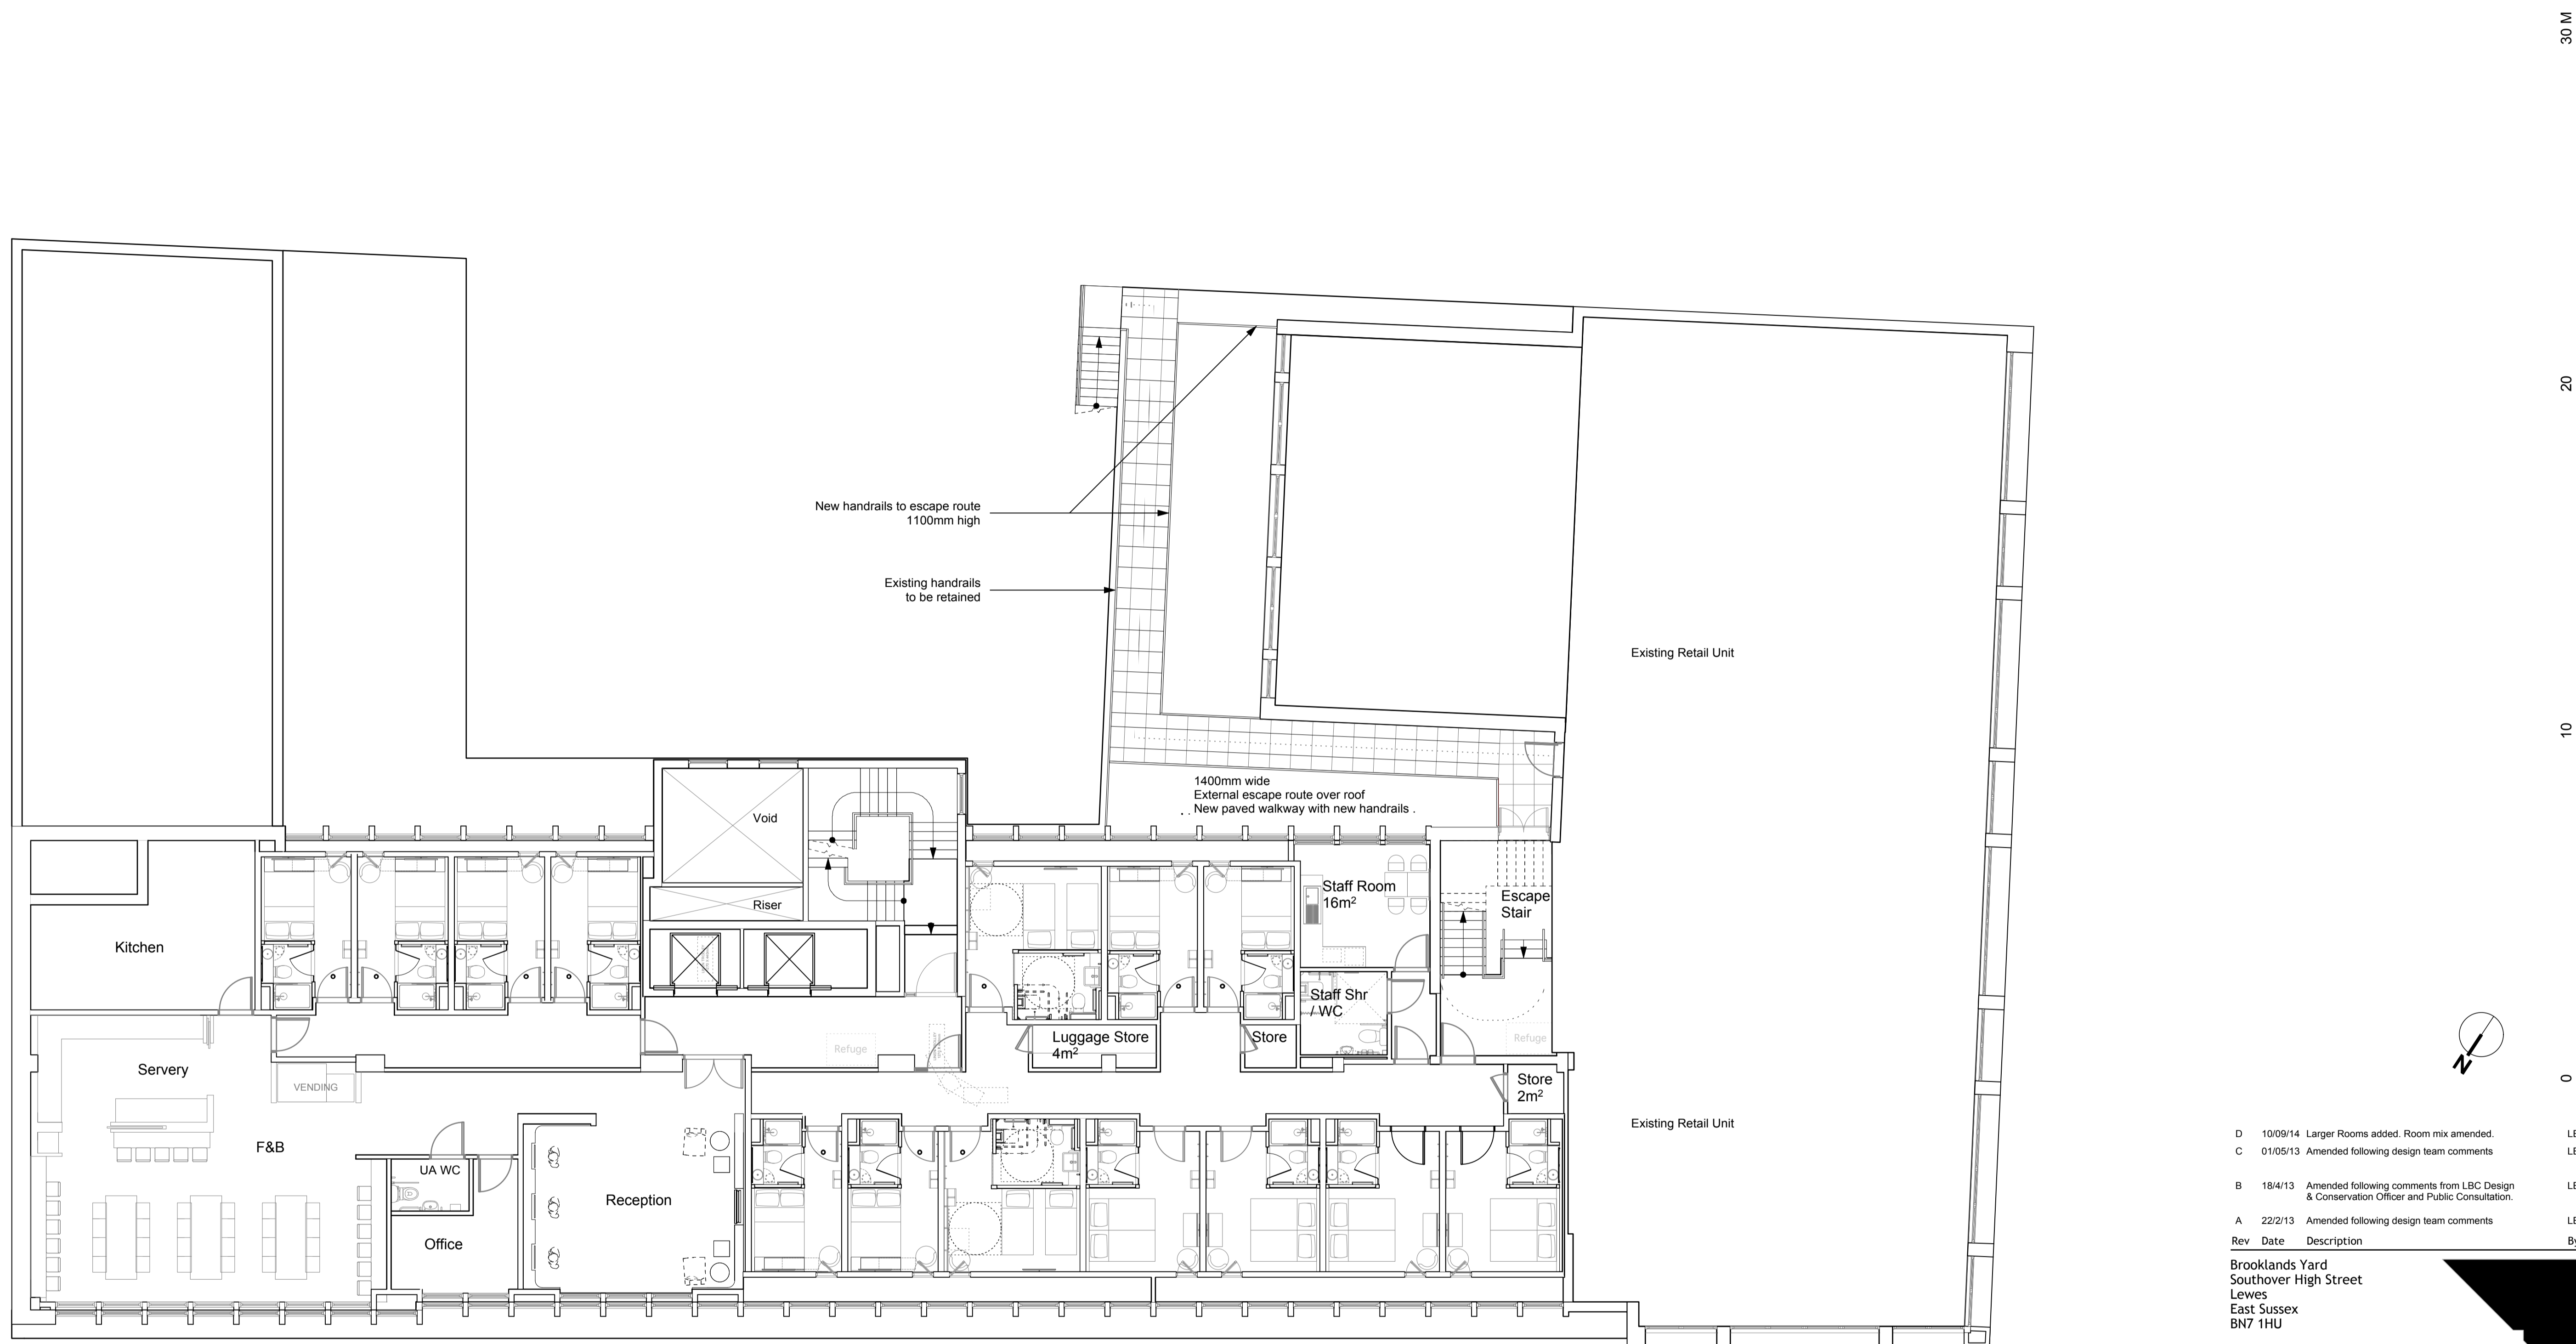 30 M
20
10
0
New handrails to escape route
1100mm high
Existing handrails
to be retained
Existing Retail Unit
1400mm wide
External escape route over roof
New paved walkway with new handrails .
Void
Riser
Kitchen
Staff Room
16m²
Escape
Stair
Staff Shr
/ WC
Luggage Store
4m²
Store
Refuge
Refuge
Servery
VENDING
Store
2m²
F&B
UA WC
Reception
Office
Existing Retail Unit
N
D 10/09/14 Larger Rooms added. Room mix amended. LB
C 01/05/13 Amended following design team comments
B 18/4/13 Amended following comments from LBC Design
& Conservation Officer and Public Consultation.
A 22/2/13 Amended following design team comments
Rev Date Description
Brooklands Yard
Southover High Street
Lewes
East Sussex
BN7 1HU